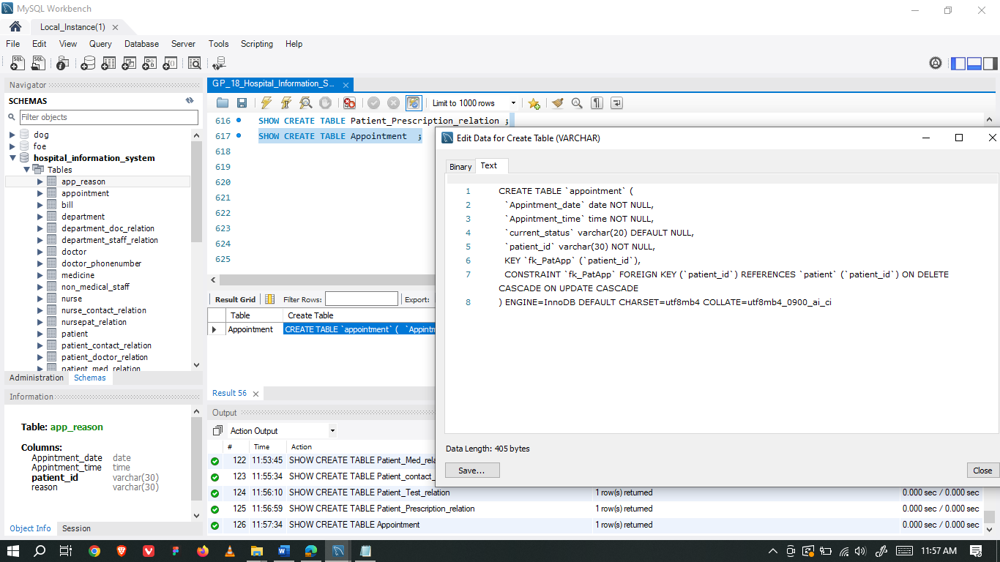 MySQL Workbench
Local_Instance(1)
File Edit View Query Database Server Tools Scripting Help
Navigator
SCHEMAS
Filter objects
dog
foe
hospital_information_system
Tables
app_reason
appointment
bill
department
department_doc_relation
department_staff_relation
doctor
doctor_phonenumber
medicine
non_medical_staff
nurse
nurse_contact_relation
nursepat_relation
patient
patient_contact_relation
patient_doctor_relation
patient_med_relation
Administration Schemas
Information
Table: app_reason
Columns:
Appintment_date date
Appintment_time time
patient_id varchar(30)
reason varchar(30)
Object Info Session
GP_18_Hospital_Information_S...
Limit to 1000 rows
616 SHOW CREATE TABLE Patient_Prescription_relation ;
617 SHOW CREATE TABLE Appointment ;
618
619
620
621
622
623
624
625
Result Grid Filter Rows: Export:
Table Create Table
Appointment CREATE TABLE `appointment` ( `Appintm
Result 56
Output
Action Output
# Time Action
122 11:53:45 SHOW CREATE TABLE Patient_Med_rela
123 11:55:34 SHOW CREATE TABLE Patient_contact_
124 11:56:10 SHOW CREATE TABLE Patient_Test_relation 1 row(s) returned 0.000 sec / 0.000 sec
125 11:56:59 SHOW CREATE TABLE Patient_Prescription_relation 1 row(s) returned 0.000 sec / 0.000 sec
126 11:57:34 SHOW CREATE TABLE Appointment 1 row(s) returned 0.000 sec / 0.000 sec
Edit Data for Create Table (VARCHAR)
Binary Text
1 CREATE TABLE `appointment` (
2 `Appintment_date` date NOT NULL,
3 `Appintment_time` time NOT NULL,
4 `current_status` varchar(20) DEFAULT NULL,
5 `patient_id` varchar(30) NOT NULL,
6 KEY `fk_PatApp` (`patient_id`),
7 CONSTRAINT `fk_PatApp` FOREIGN KEY (`patient_id`) REFERENCES `patient` (`patient_id`) ON DELETE
CASCADE ON UPDATE CASCADE
8 ) ENGINE=InnoDB DEFAULT CHARSET=utf8mb4 COLLATE=utf8mb4_0900_ai_ci
Data Length: 405 bytes
Save...
Close
11:57 AM